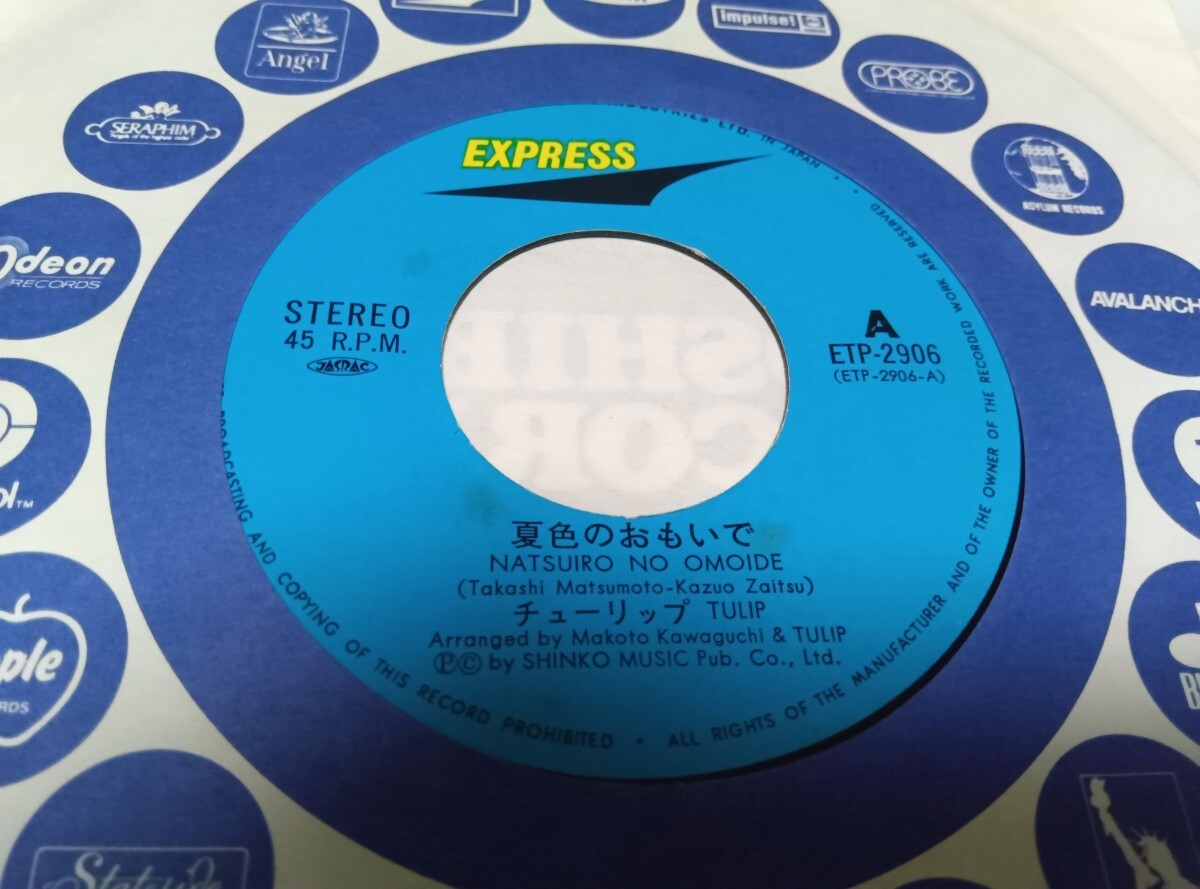 impulse!
Angel
PROBE
SERAPHIM
ASYLUM RECORDS
Odeon
RECORDS
AVALANCH
EXPRESS
INDUSTRIES LTD. IN JAPAN • ALL RIGHTS OF THE MANUFACTURER AND OF THE OWNER OF THE RECORDED WORK ARE RESERVED
STEREO
45 R.P.M.
JASRAC
A
ETP-2906
(ETP-2906-A)
夏色のおもいで
NATSUIRO NO OMOIDE
(Takashi Matsumoto-Kazuo Zaitsu)
チューリップ TULIP
Arranged by Makoto Kawaguchi & TULIP
Ⓟ© by SHINKO MUSIC Pub. Co., Ltd.
BROADCASTING AND COPYING OF THIS RECORD PROHIBITED
pple
RDS
Stateside